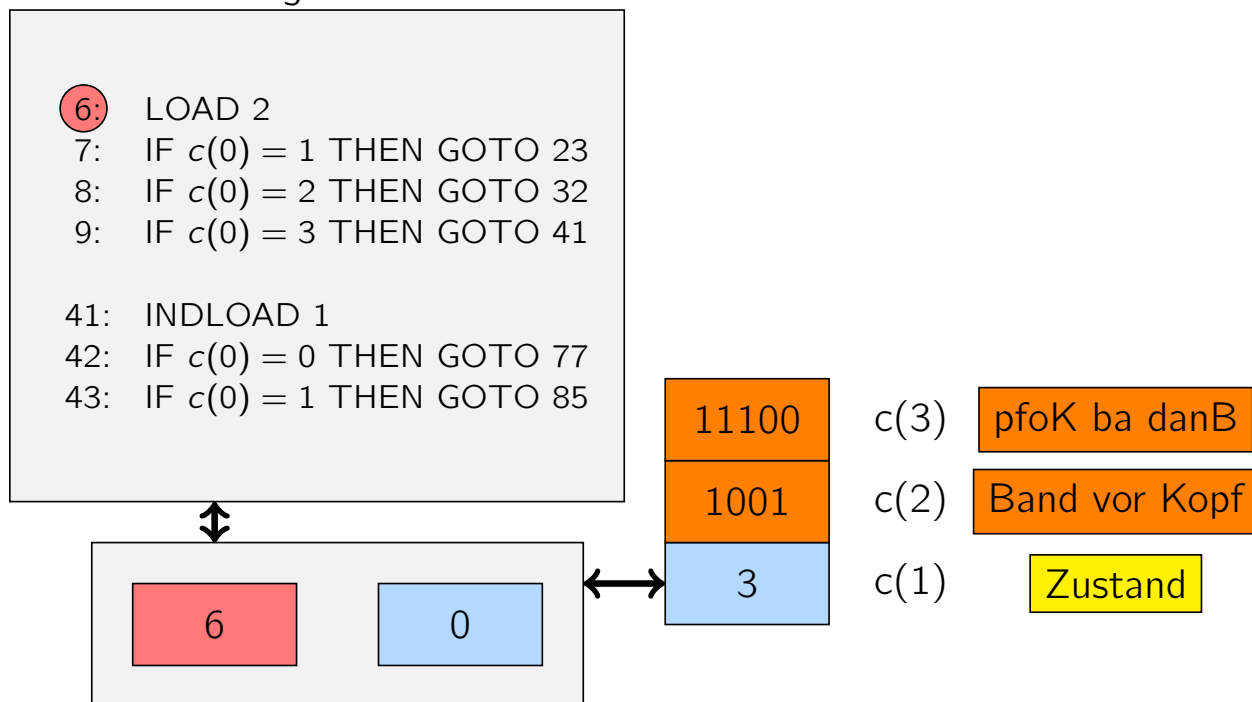 6: LOAD 2
7: IF c(0) = 1 THEN GOTO 23
8: IF c(0) = 2 THEN GOTO 32
9: IF c(0) = 3 THEN GOTO 41
41: INDLOAD 1
42: IF c(0) = 0 THEN GOTO 77
43: IF c(0) = 1 THEN GOTO 85
11100 c(3) pfoK ba danB
1001 c(2) Band vor Kopf
3 c(1) Zustand
6 0